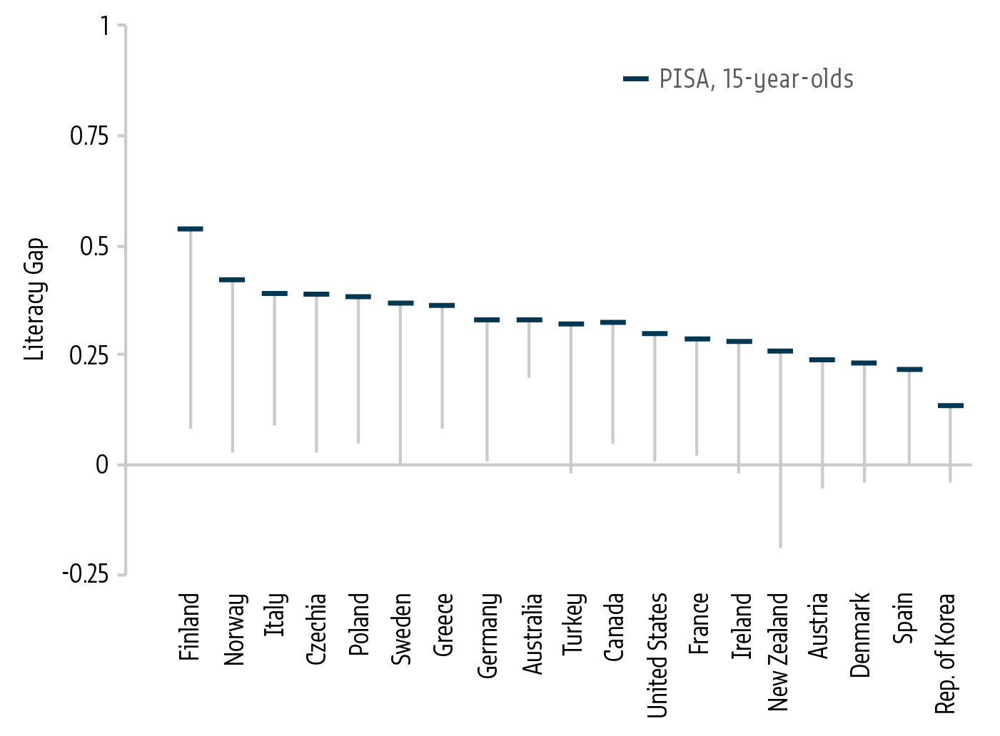 1
PISA, 15-year-olds
0.75
0.5
0.25
0
-0.25
Literacy Gap
Finland
Norway
Italy
Czechia
Poland
Sweden
Greece
Germany
Australia
Turkey
Canada
United States
France
Ireland
New Zealand
Austria
Denmark
Spain
Rep. of Korea